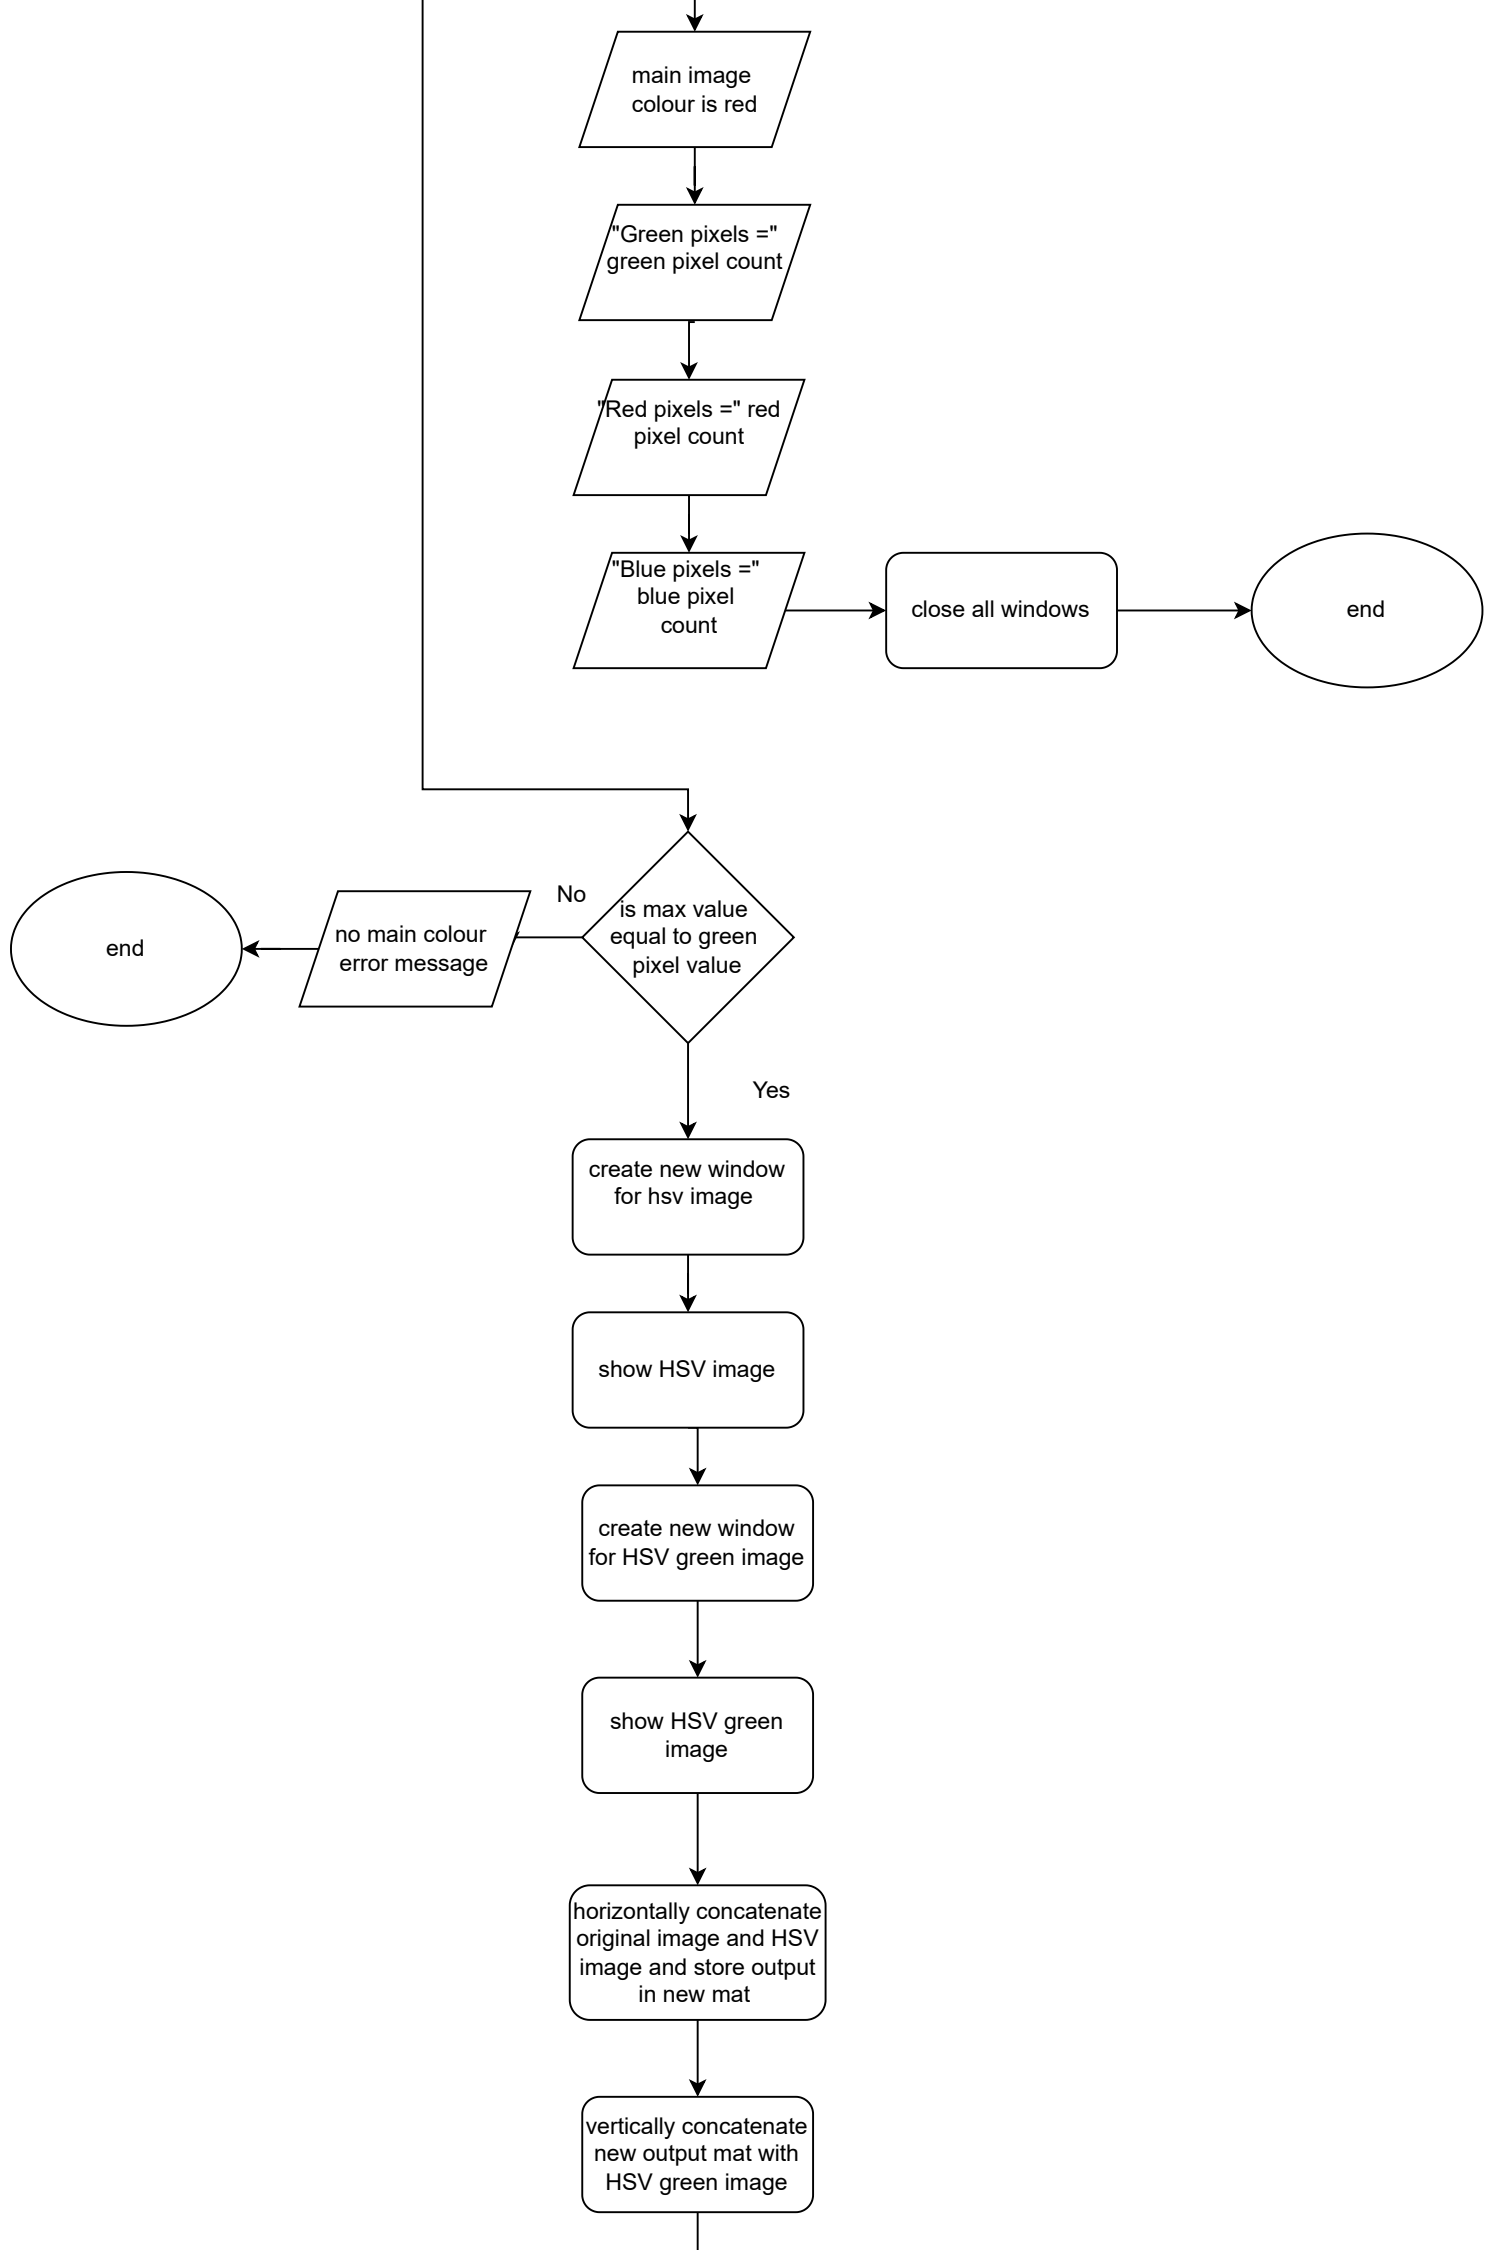 main image
colour is red
"Green pixels ="
green pixel count
"Red pixels =" red
pixel count
"Blue pixels ="
blue pixel
count
close all windows
end
No
is max value
equal to green
pixel value
no main colour
error message
end
Yes
create new window
for hsv image
show HSV image
create new window
for HSV green image
show HSV green
image
horizontally concatenate
original image and HSV
image and store output
in new mat
vertically concatenate
new output mat with
HSV green image